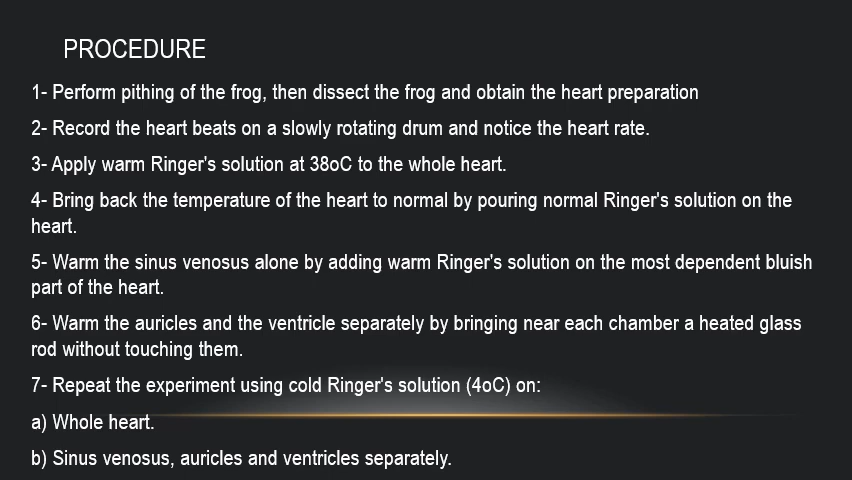 PROCEDURE
1- Perform pithing of the frog, then dissect the frog and obtain the heart preparation
2- Record the heart beats on a slowly rotating drum and notice the heart rate.
3- Apply warm Ringer's solution at 38oC to the whole heart.
4- Bring back the temperature of the heart to normal by pouring normal Ringer's solution on the
heart.
5- Warm the sinus venosus alone by adding warm Ringer's solution on the most dependent bluish
part of the heart.
6- Warm the auricles and the ventricle separately by bringing near each chamber a heated glass
rod without touching them.
7- Repeat the experiment using cold Ringer's solution (4oC) on:
a) Whole heart.
b) Sinus venosus, auricles and ventricles separately.